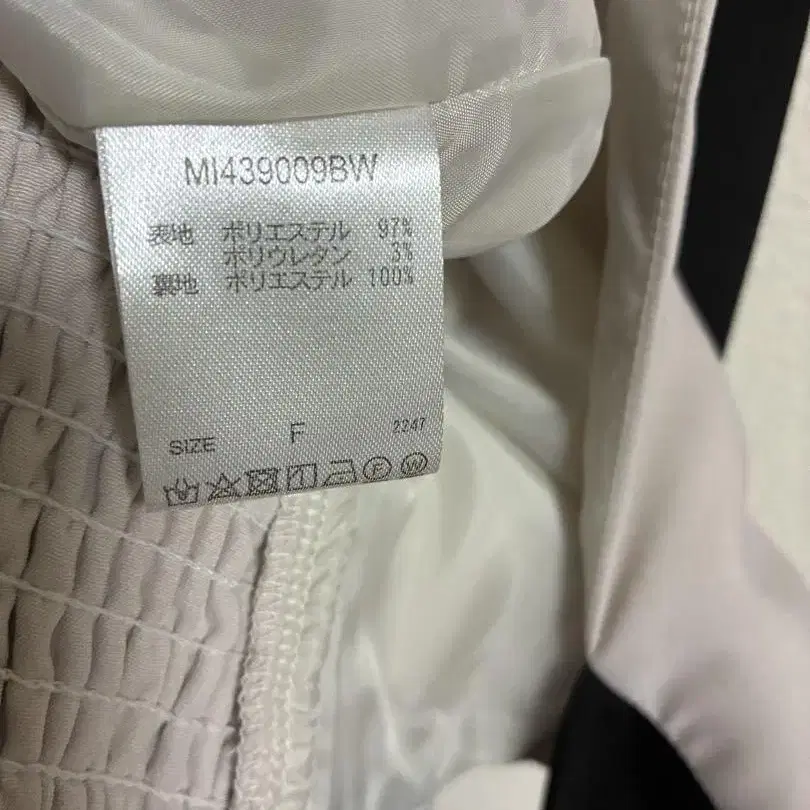 MI439009BW
表地 ポリエステル 97%
ポリウレタン 3%
裏地 ポリエステル 100%
SIZE F 2247
F W